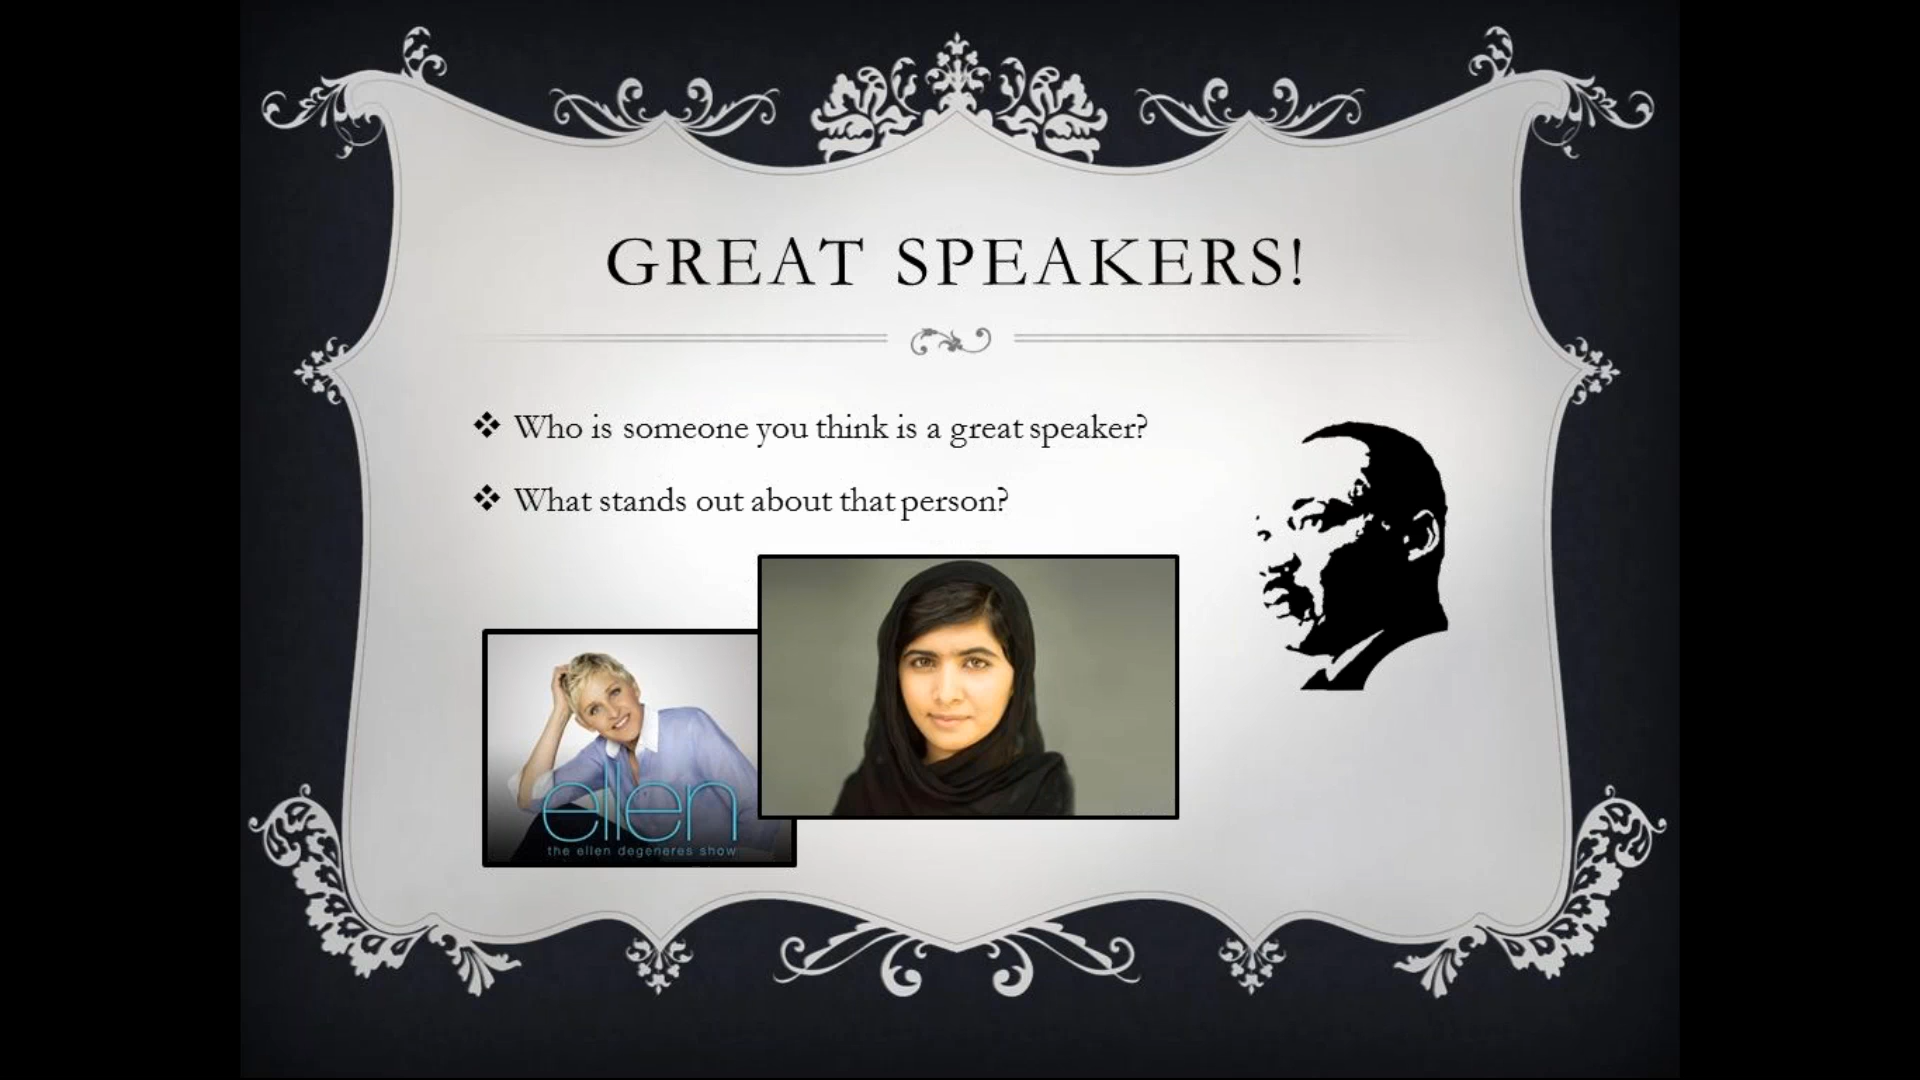 GREAT SPEAKERS!
Who is someone you think is a great speaker?
What stands out about that person?
ellen
the ellen degeneres show